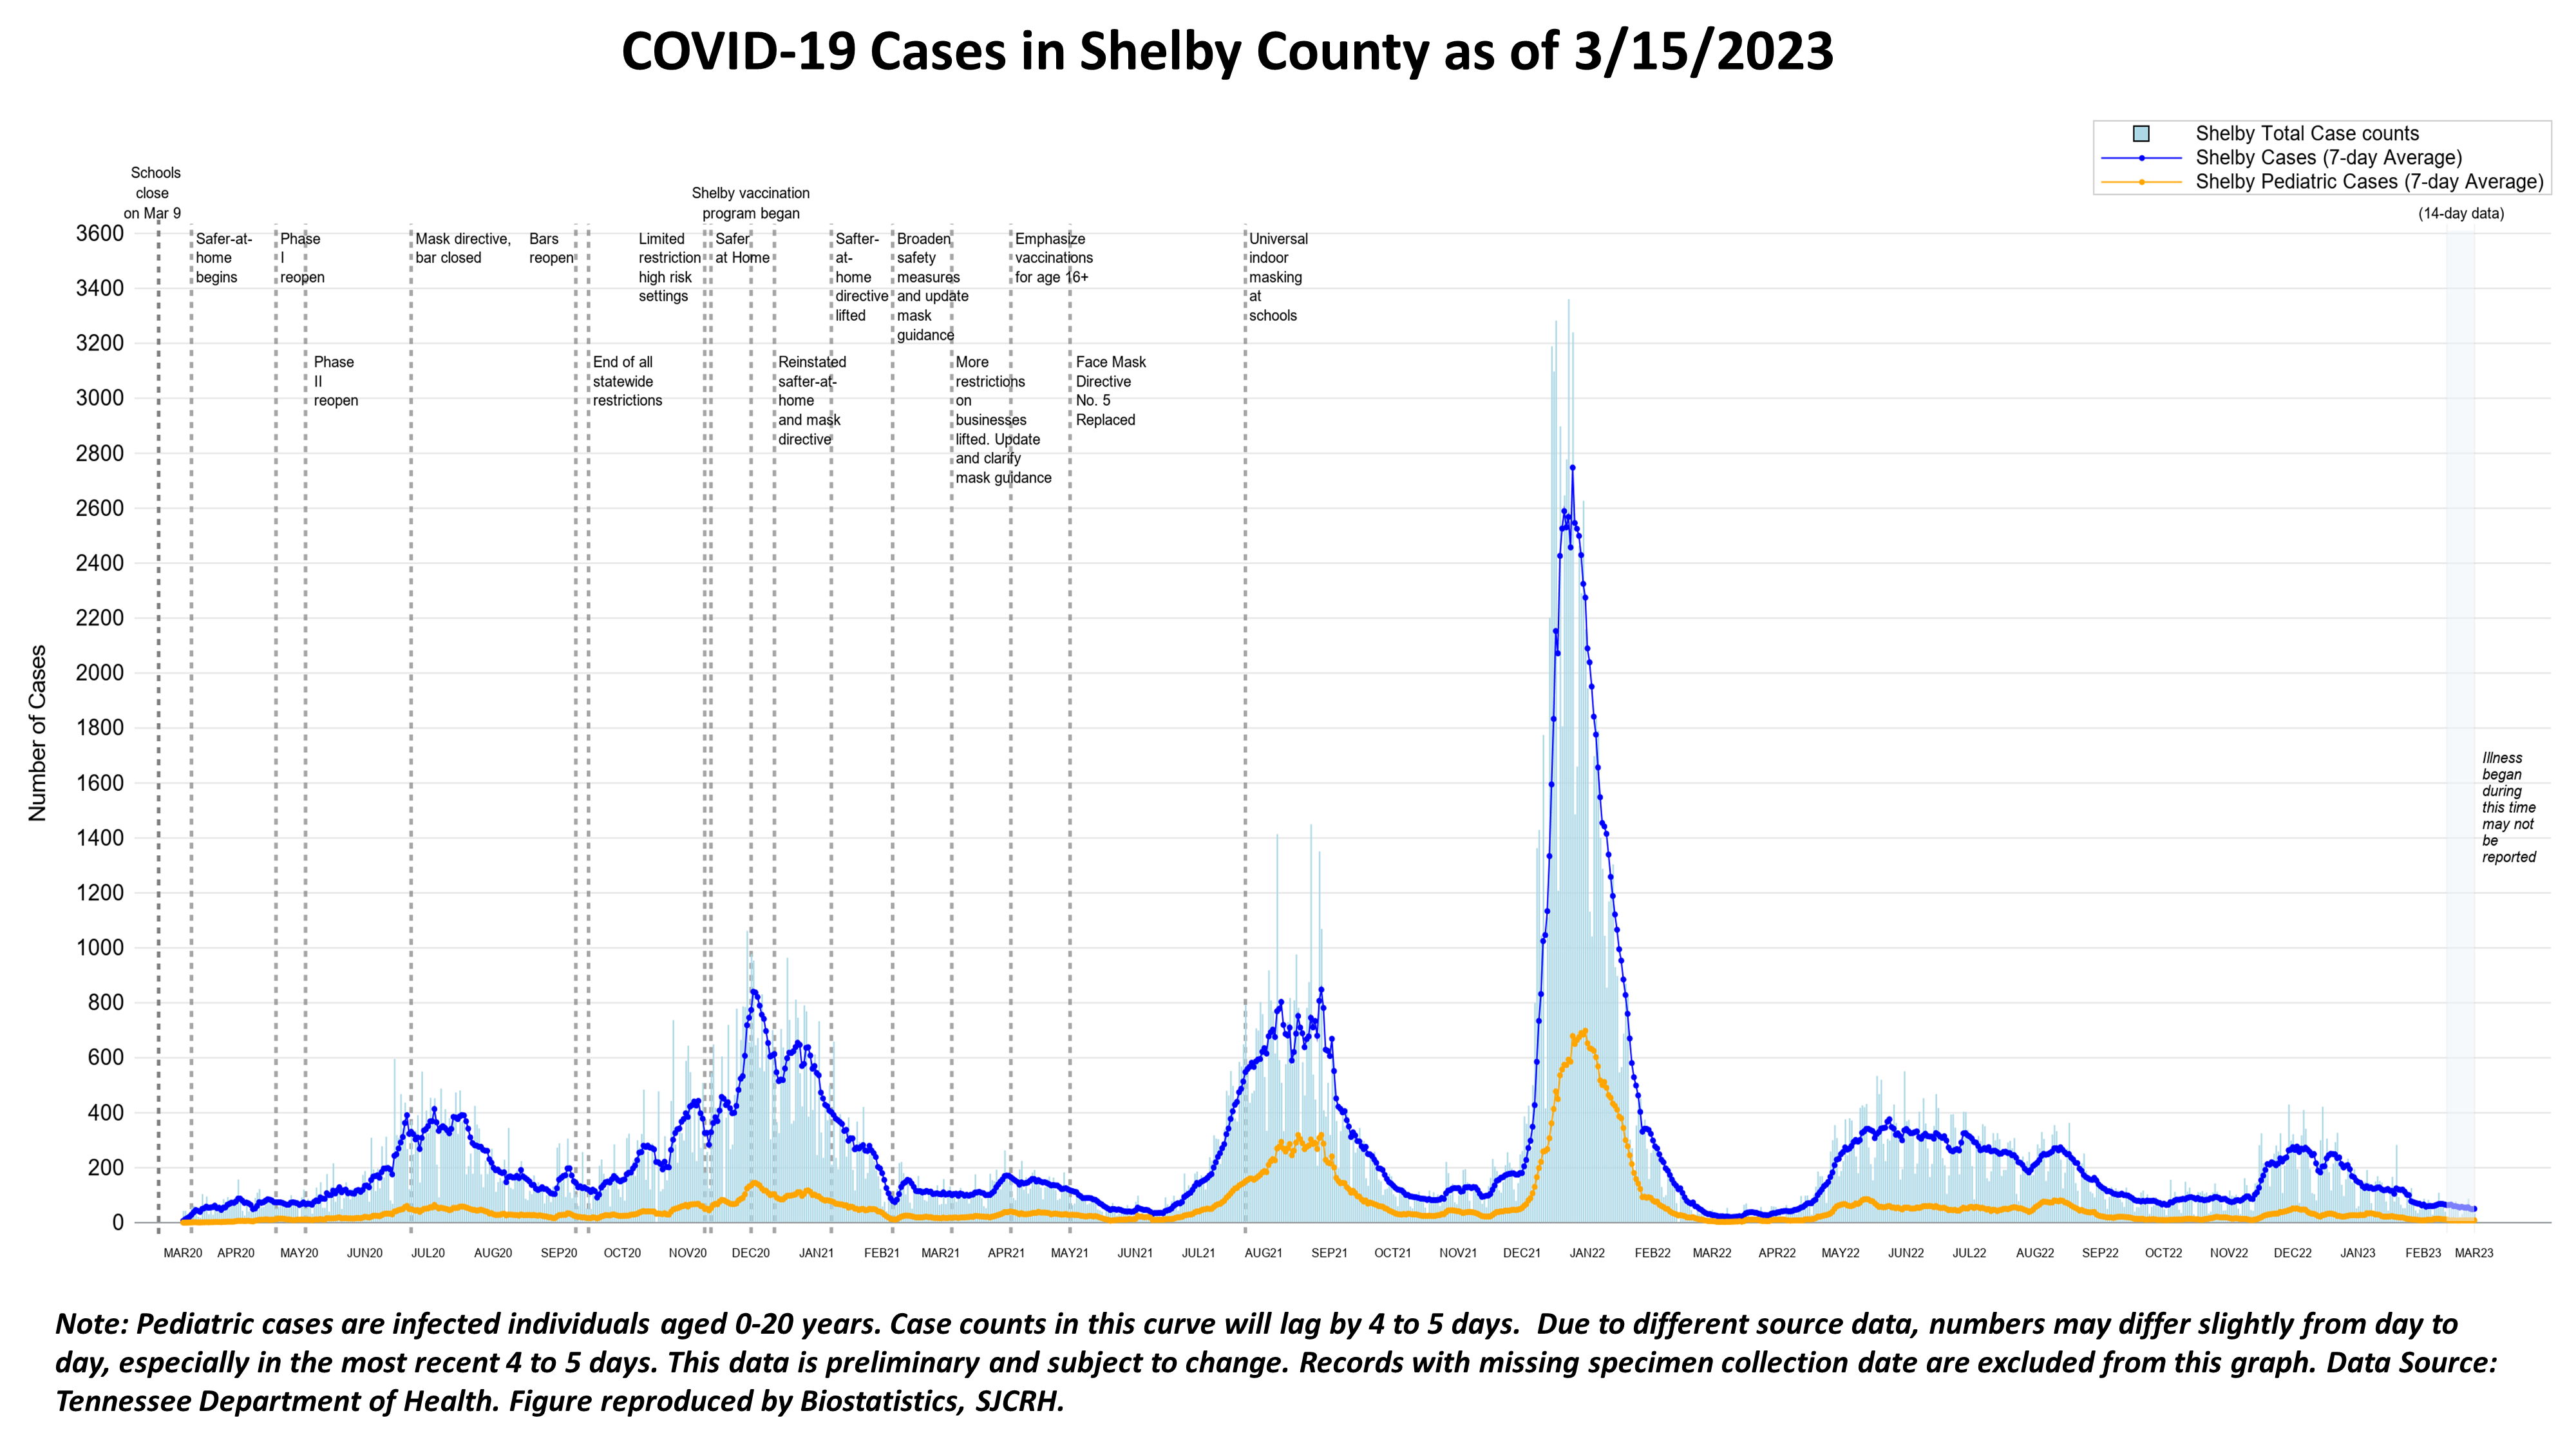 COVID-19 Cases in Shelby County as of 3/15/2023
Shelby Total Case counts
Shelby Cases (7-day Average)
Shelby Pediatric Cases (7-day Average)
(14-day data)
Schools
close
on Mar 9
Shelby vaccination
program began
Safer-at-
home
begins
Phase
I
reopen
Mask directive,
bar closed
Bars
reopen
Limited
restriction
high risk
settings
Safer
at Home
Safter-
at-
home
directive
lifted
Broaden
safety
measures
and update
mask
guidance
Emphasize
vaccinations
for age 16+
Universal
indoor
masking
at
schools
Phase
II
reopen
End of all
statewide
restrictions
Reinstated
safter-at-
home
and mask
directive
More
restrictions
on
businesses
lifted. Update
and clarify
mask guidance
Face Mask
Directive
No. 5
Replaced
Number of Cases
3600
3400
3200
3000
2800
2600
2400
2200
2000
1800
1600
1400
1200
1000
800
600
400
200
0
Illness
began
during
this time
may not
be
reported
MAR20 APR20 MAY20 JUN20 JUL20 AUG20 SEP20 OCT20 NOV20 DEC20 JAN21 FEB21 MAR21 APR21 MAY21 JUN21 JUL21 AUG21 SEP21 OCT21 NOV21 DEC21 JAN22 FEB22 MAR22 APR22 MAY22 JUN22 JUL22 AUG22 SEP22 OCT22 NOV22 DEC22 JAN23 FEB23 MAR23
Note: Pediatric cases are infected individuals aged 0-20 years. Case counts in this curve will lag by 4 to 5 days.  Due to different source data, numbers may differ slightly from day to
day, especially in the most recent 4 to 5 days. This data is preliminary and subject to change. Records with missing specimen collection date are excluded from this graph. Data Source:
Tennessee Department of Health. Figure reproduced by Biostatistics, SJCRH.